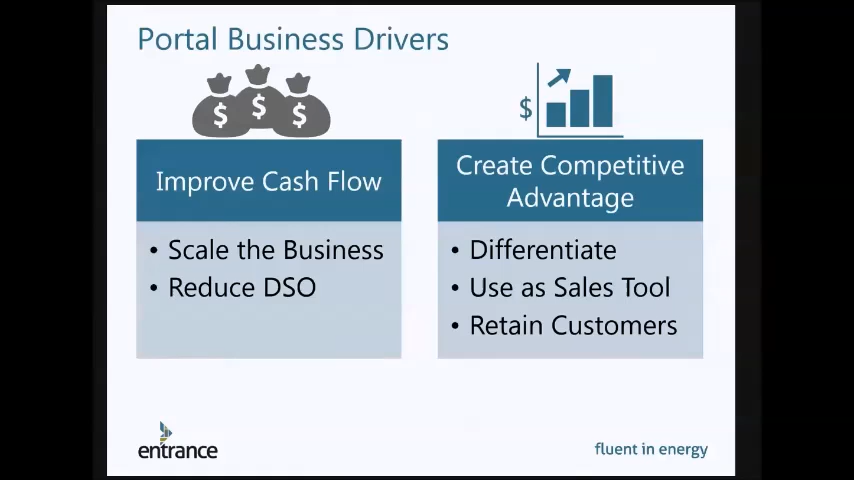 Portal Business Drivers
$ $ $
$
Improve Cash Flow
• Scale the Business
• Reduce DSO
Create Competitive
Advantage
• Differentiate
• Use as Sales Tool
• Retain Customers
entrance
fluent in energy